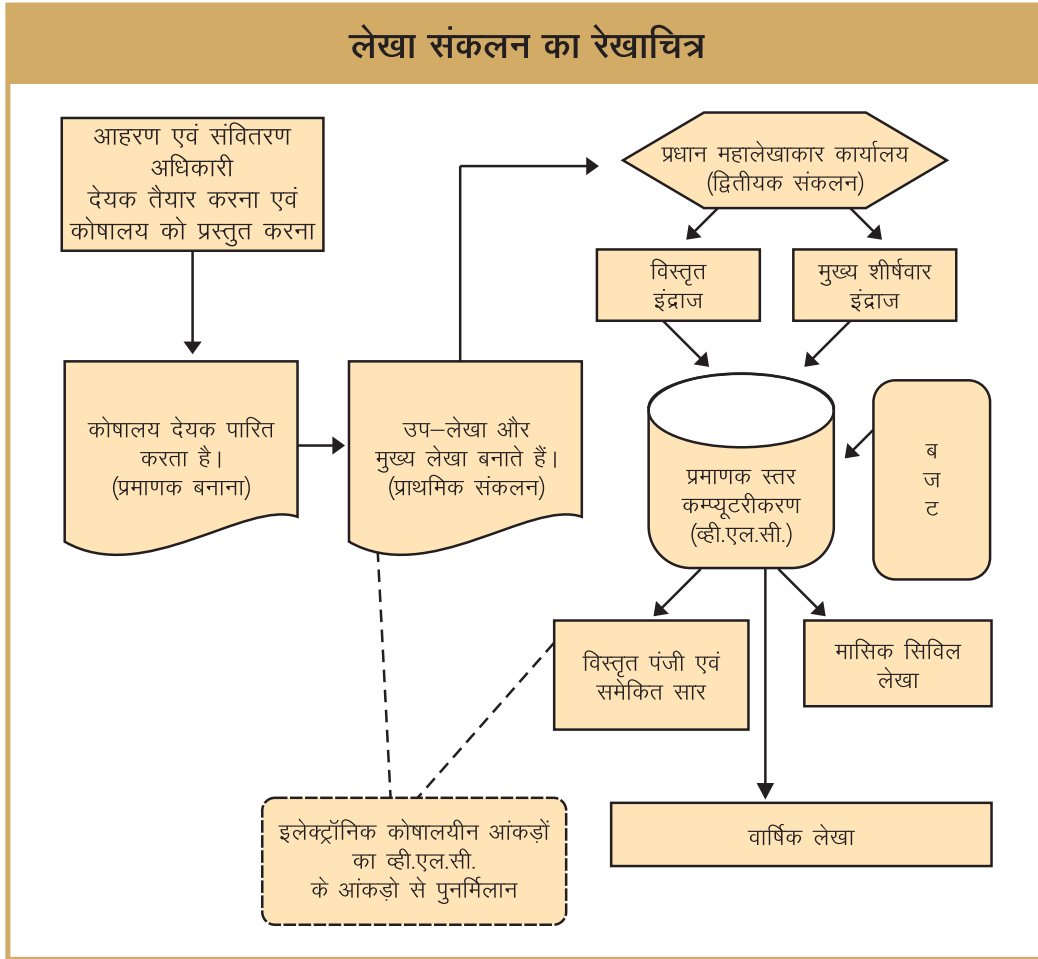 लेखा संकलन का रेखाचित्र
आहरण एवं संवितरण
अधिकारी
देयक तैयार करना एवं
कोषालय को प्रस्तुत करना
कोषालय देयक पारित
करता है।
(प्रमाणक बनाना)
उप–लेखा और
मुख्य लेखा बनाते हैं।
(प्राथमिक संकलन)
प्रधान महालेखाकार कार्यालय
(द्वितीयक संकलन)
विस्तृत
इंद्राज
मुख्य शीर्षवार
इंद्राज
प्रमाणक स्तर
कम्प्यूटरीकरण
(व्ही.एल.सी.)
ब
ज
ट
विस्तृत पंजी एवं
समेकित सार
मासिक सिविल
लेखा
वार्षिक लेखा
इलेक्ट्रॉनिक कोषालयीन आंकड़ों
का व्ही.एल.सी.
के आंकड़ो से पुनर्मिलान